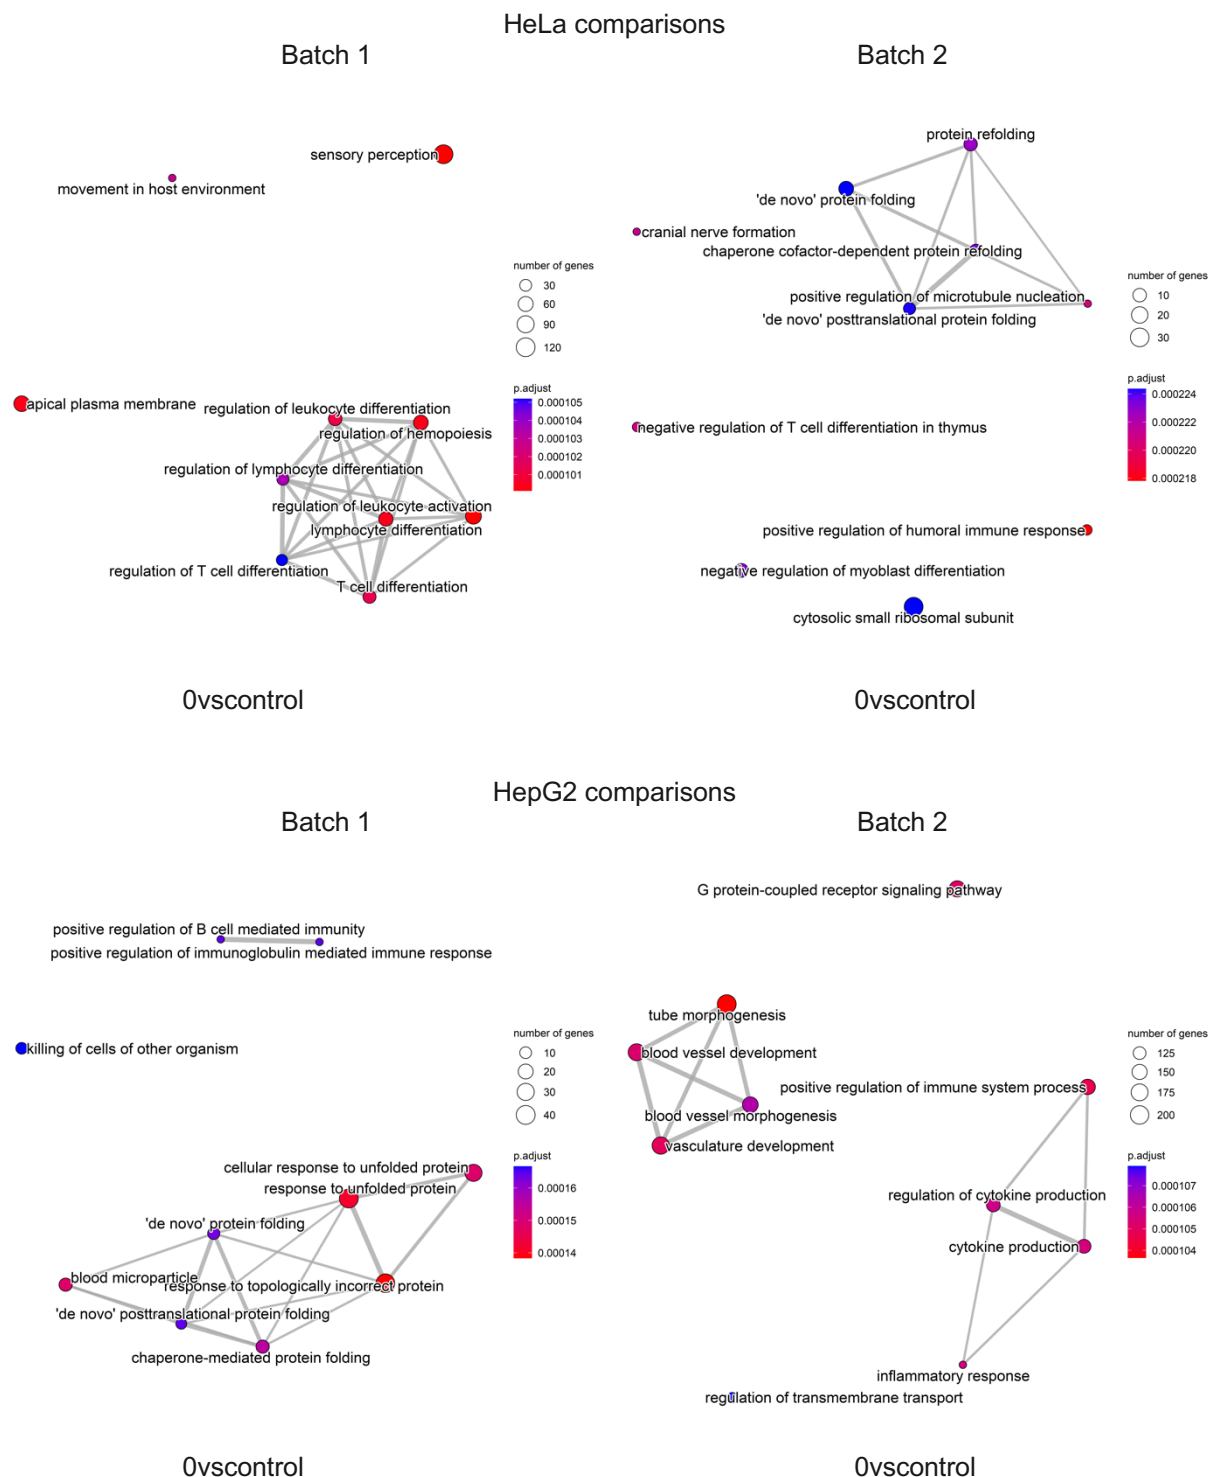 HeLa comparisons
Batch 1
Batch 2
sensory perception
movement in host environment
number of genes
30
60
90
120
apical plasma membrane
p.adjust
0.000105
0.000104
0.000103
0.000102
0.000101
regulation of leukocyte differentiation
regulation of hemopoiesis
regulation of lymphocyte differentiation
regulation of leukocyte activation
lymphocyte differentiation
regulation of T cell differentiation
T cell differentiation
0vscontrol
protein refolding
'de novo' protein folding
cranial nerve formation
chaperone cofactor-dependent protein refolding
positive regulation of microtubule nucleation
'de novo' posttranslational protein folding
number of genes
10
20
30
p.adjust
0.000224
0.000222
0.000220
0.000218
negative regulation of T cell differentiation in thymus
positive regulation of humoral immune response
negative regulation of myoblast differentiation
cytosolic small ribosomal subunit
0vscontrol
HepG2 comparisons
Batch 1
Batch 2
positive regulation of B cell mediated immunity
positive regulation of immunoglobulin mediated immune response
killing of cells of other organism
number of genes
10
20
30
40
p.adjust
0.00016
0.00015
0.00014
cellular response to unfolded protein
response to unfolded protein
'de novo' protein folding
blood microparticle
response to topologically incorrect protein
'de novo' posttranslational protein folding
chaperone-mediated protein folding
0vscontrol
G protein-coupled receptor signaling pathway
tube morphogenesis
blood vessel development
blood vessel morphogenesis
vasculature development
number of genes
125
150
175
200
positive regulation of immune system process
p.adjust
0.000107
0.000106
0.000105
0.000104
regulation of cytokine production
cytokine production
inflammatory response
regulation of transmembrane transport
0vscontrol